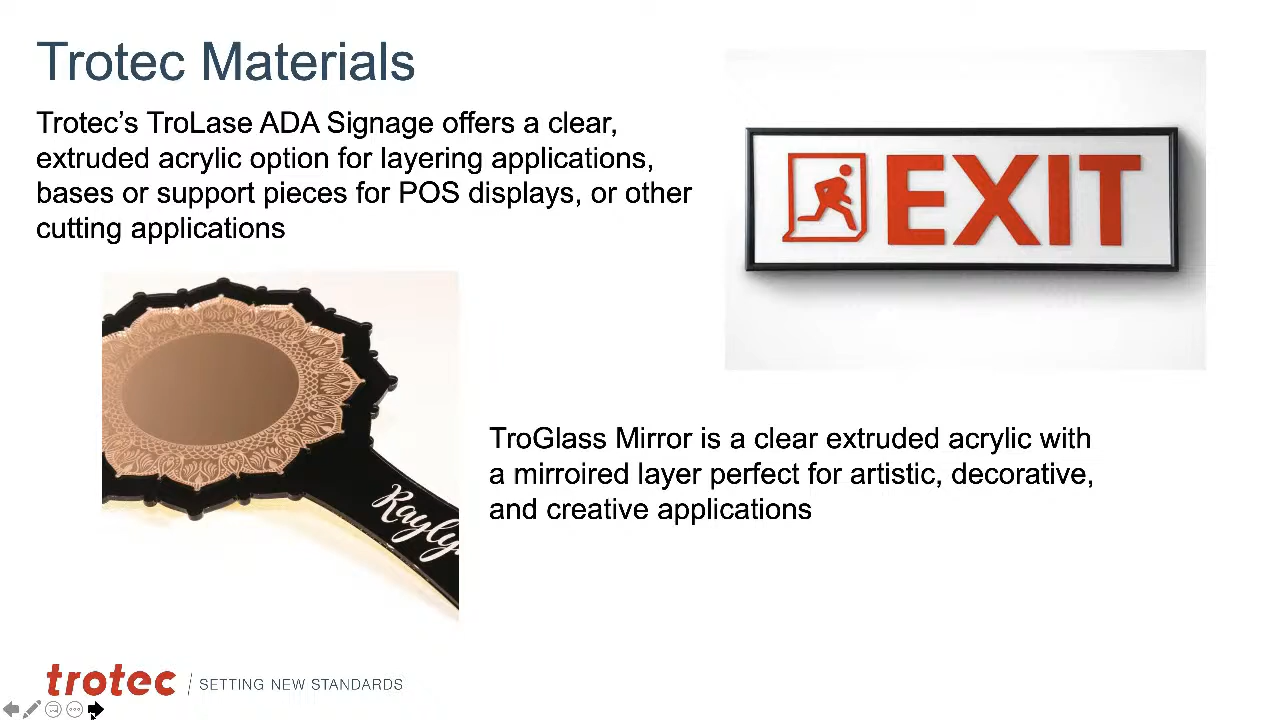 Trotec Materials
Trotec’s TroLase ADA Signage offers a clear,
extruded acrylic option for layering applications,
bases or support pieces for POS displays, or other
cutting applications
EXIT
TroGlass Mirror is a clear extruded acrylic with
a mirroired layer perfect for artistic, decorative,
and creative applications
trotec / SETTING NEW STANDARDS